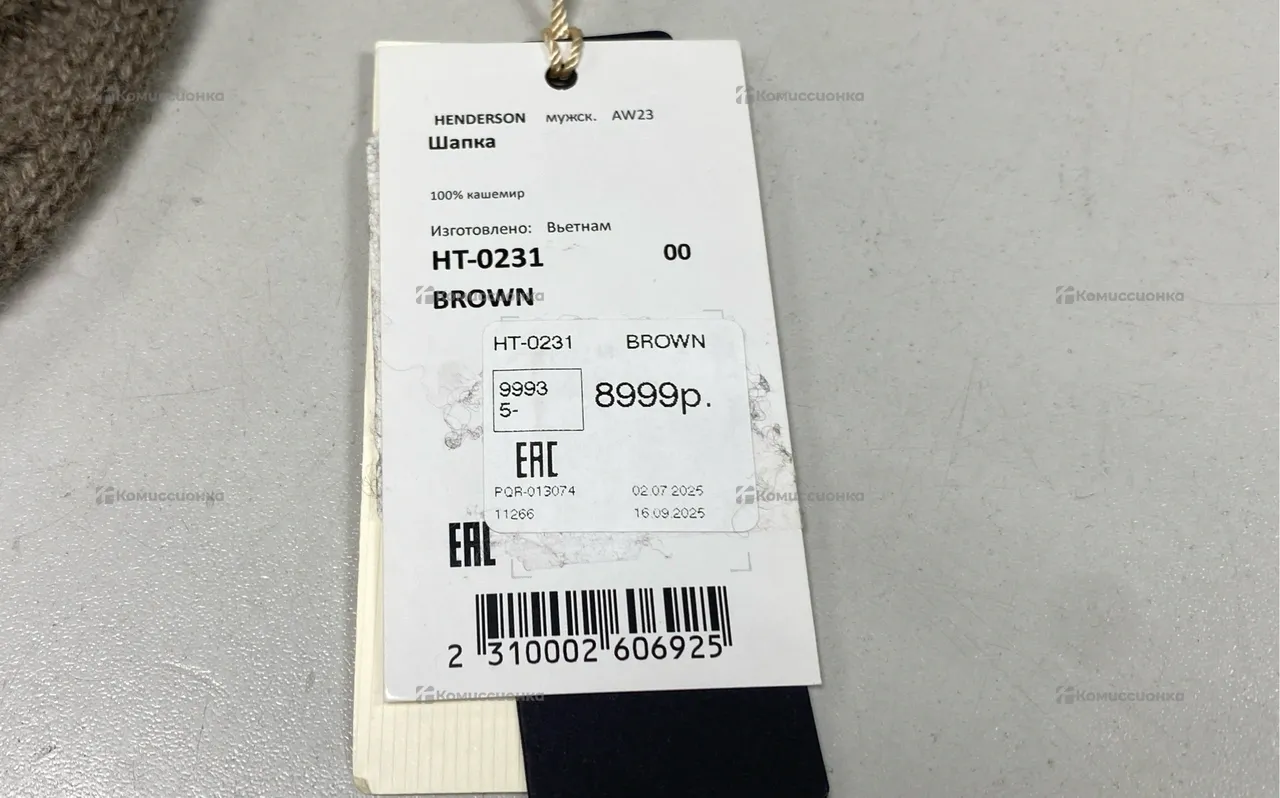 HENDERSON мужск. AW23
Шапка
100% кашемир
Изготовлено: Вьетнам
HT-0231 00
BROWN
HT-0231 BROWN
9993
5-
8999р.
EAC
PQR-013074 02.07.2025
11266 16.09.2025
EAC
2 310002 606925
Комиссионка
Комиссионка
Комиссионка
Комиссионка
Комиссионка
Комиссионка
Комиссионка
Комиссионка